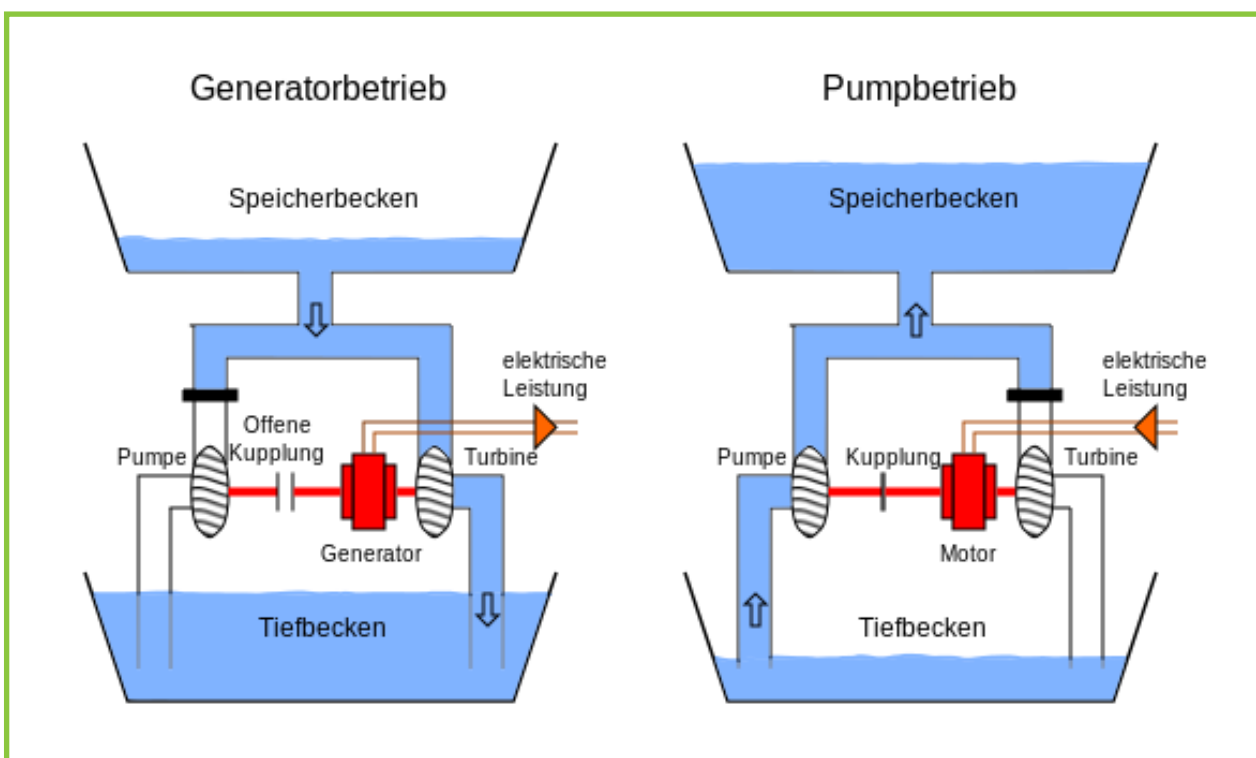 Generatorbetrieb
Speicherbecken
elektrische
Leistung
Offene
Kupplung
Pumpe
Turbine
Generator
Tiefbecken
Pumpbetrieb
Speicherbecken
elektrische
Leistung
Pumpe
Kupplung
Turbine
Motor
Tiefbecken